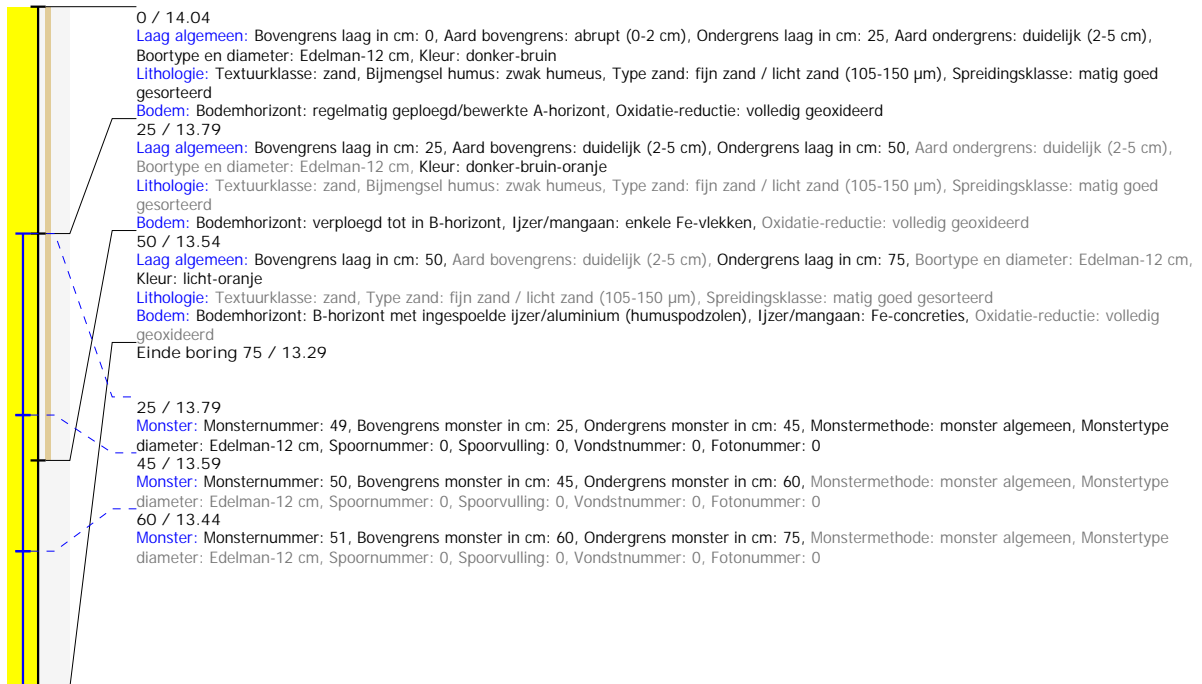 0 / 14.04
Laag algemeen: Bovengrens laag in cm: 0, Aard bovengrens: abrupt (0-2 cm), Ondergrens laag in cm: 25, Aard ondergrens: duidelijk (2-5 cm),
Boortype en diameter: Edelman-12 cm, Kleur: donker-bruin
Lithologie: Textuurklasse: zand, Bijmengsel humus: zwak humeus, Type zand: fijn zand / licht zand (105-150 µm), Spreidingsklasse: matig goed
gesorteerd
Bodem: Bodemhorizont: regelmatig geploegd/bewerkte A-horizont, Oxidatie-reductie: volledig geoxideerd
25 / 13.79
Laag algemeen: Bovengrens laag in cm: 25, Aard bovengrens: duidelijk (2-5 cm), Ondergrens laag in cm: 50, Aard ondergrens: duidelijk (2-5 cm),
Boortype en diameter: Edelman-12 cm, Kleur: donker-bruin-oranje
Lithologie: Textuurklasse: zand, Bijmengsel humus: zwak humeus, Type zand: fijn zand / licht zand (105-150 µm), Spreidingsklasse: matig goed
gesorteerd
Bodem: Bodemhorizont: verploegd tot in B-horizont, Ijzer/mangaan: enkele Fe-vlekken, Oxidatie-reductie: volledig geoxideerd
50 / 13.54
Laag algemeen: Bovengrens laag in cm: 50, Aard bovengrens: duidelijk (2-5 cm), Ondergrens laag in cm: 75, Boortype en diameter: Edelman-12 cm,
Kleur: licht-oranje
Lithologie: Textuurklasse: zand, Type zand: fijn zand / licht zand (105-150 µm), Spreidingsklasse: matig goed gesorteerd
Bodem: Bodemhorizont: B-horizont met ingespoelde ijzer/aluminium (humuspodzolen), Ijzer/mangaan: Fe-concreties, Oxidatie-reductie: volledig
geoxideerd
Einde boring 75 / 13.29
25 / 13.79
Monster: Monsternummer: 49, Bovengrens monster in cm: 25, Ondergrens monster in cm: 45, Monstermethode: monster algemeen, Monstertype
diameter: Edelman-12 cm, Spoornummer: 0, Spoorvulling: 0, Vondstnummer: 0, Fotonummer: 0
45 / 13.59
Monster: Monsternummer: 50, Bovengrens monster in cm: 45, Ondergrens monster in cm: 60, Monstermethode: monster algemeen, Monstertype
diameter: Edelman-12 cm, Spoornummer: 0, Spoorvulling: 0, Vondstnummer: 0, Fotonummer: 0
60 / 13.44
Monster: Monsternummer: 51, Bovengrens monster in cm: 60, Ondergrens monster in cm: 75, Monstermethode: monster algemeen, Monstertype
diameter: Edelman-12 cm, Spoornummer: 0, Spoorvulling: 0, Vondstnummer: 0, Fotonummer: 0